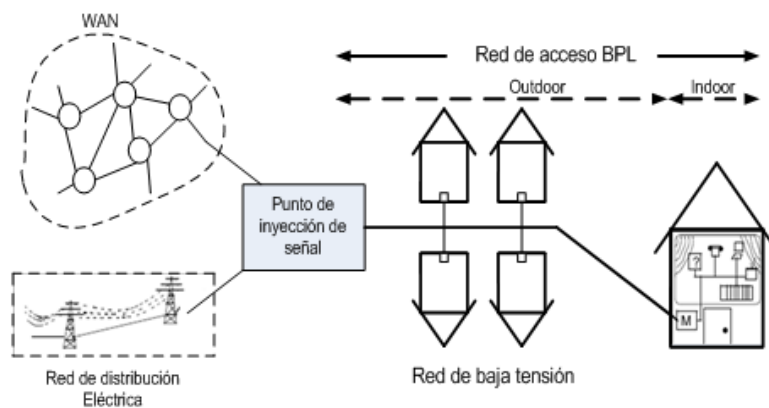 WAN
Red de acceso BPL
Outdoor
Indoor
Punto de
inyección de
señal
?
M
Red de distribución
Eléctrica
Red de baja tensión